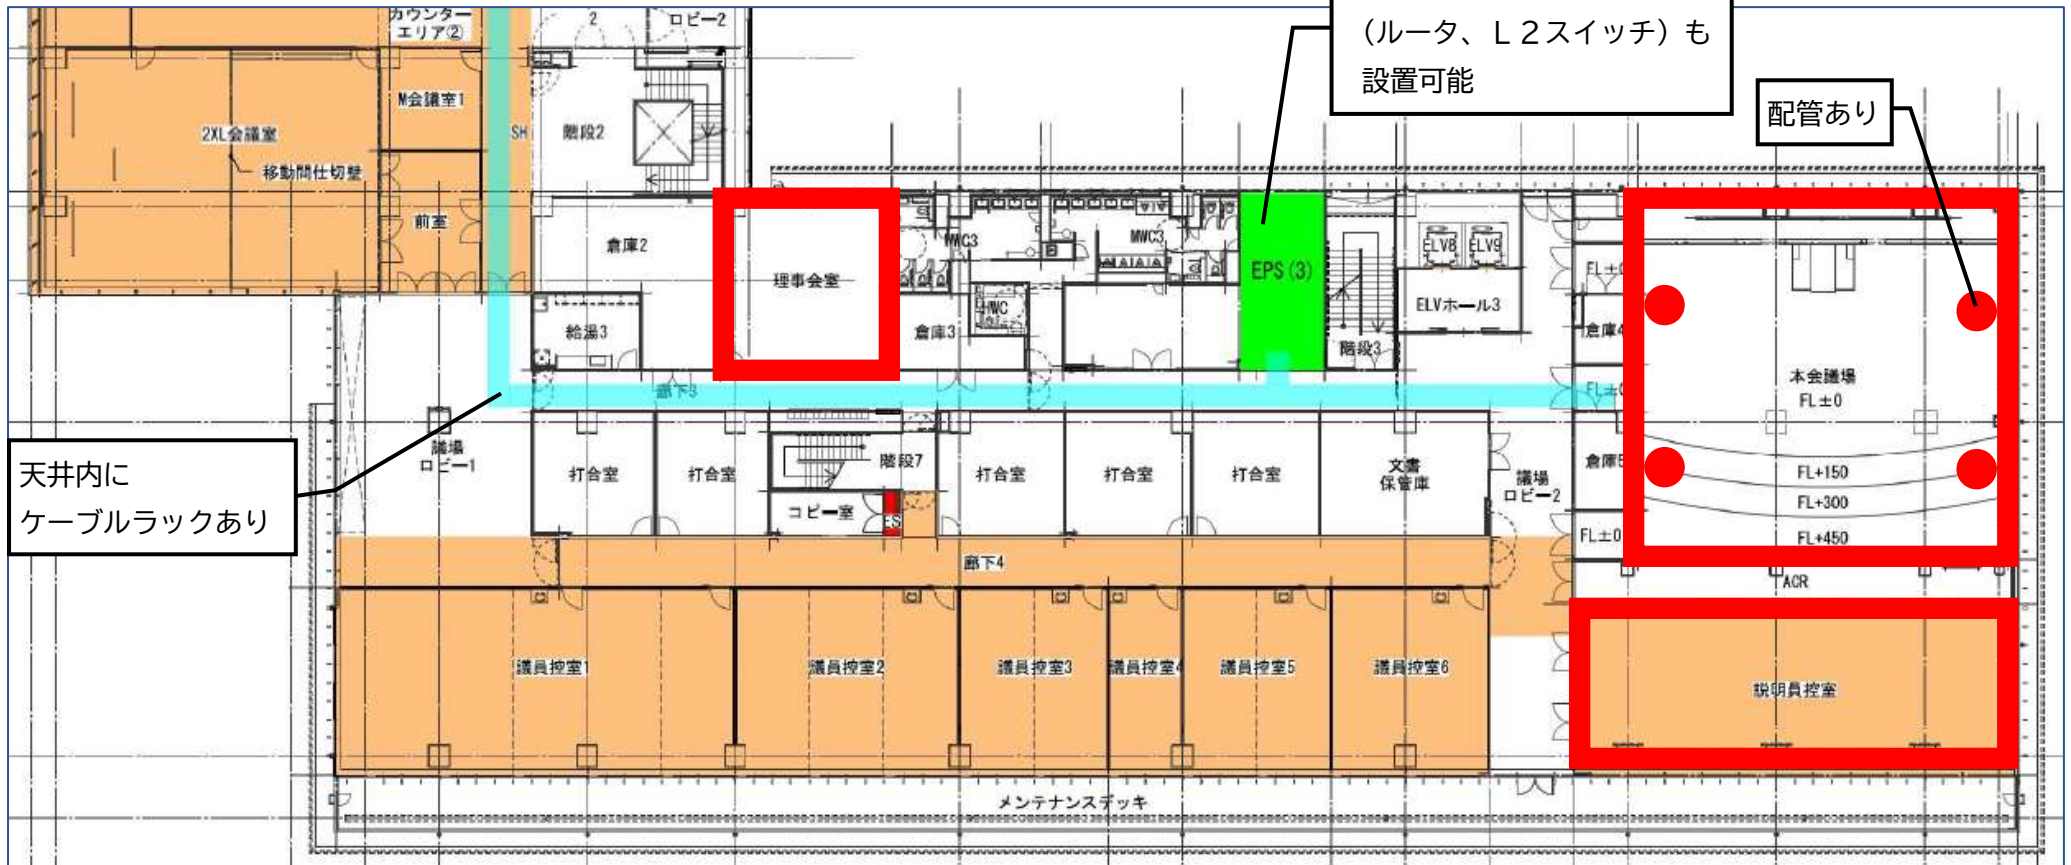 カウンター
エリア②
2
ロビー2
(ルータ、L2スイッチ)も
設置可能
配管あり
M会議室1
2XL会議室
移動間仕切壁
SH
階段2
前室
倉庫2
理事会室
MWC3
EPS(3)
ELV8
ELV9
ELVホール3
給湯3
倉庫3
HWC
階段3
倉庫4
本会議場
FL±0
廊下3
天井内に
ケーブルラックあり
議場
ロビー1
打合室
打合室
階段7
コピー室
打合室
打合室
打合室
文書
保管庫
議場
ロビー2
倉庫5
FL±0
FL+150
FL+300
FL+450
廊下4
ACR
議員控室1
議員控室2
議員控室3
議員控室4
議員控室5
議員控室6
説明員控室
メンテナンスデッキ